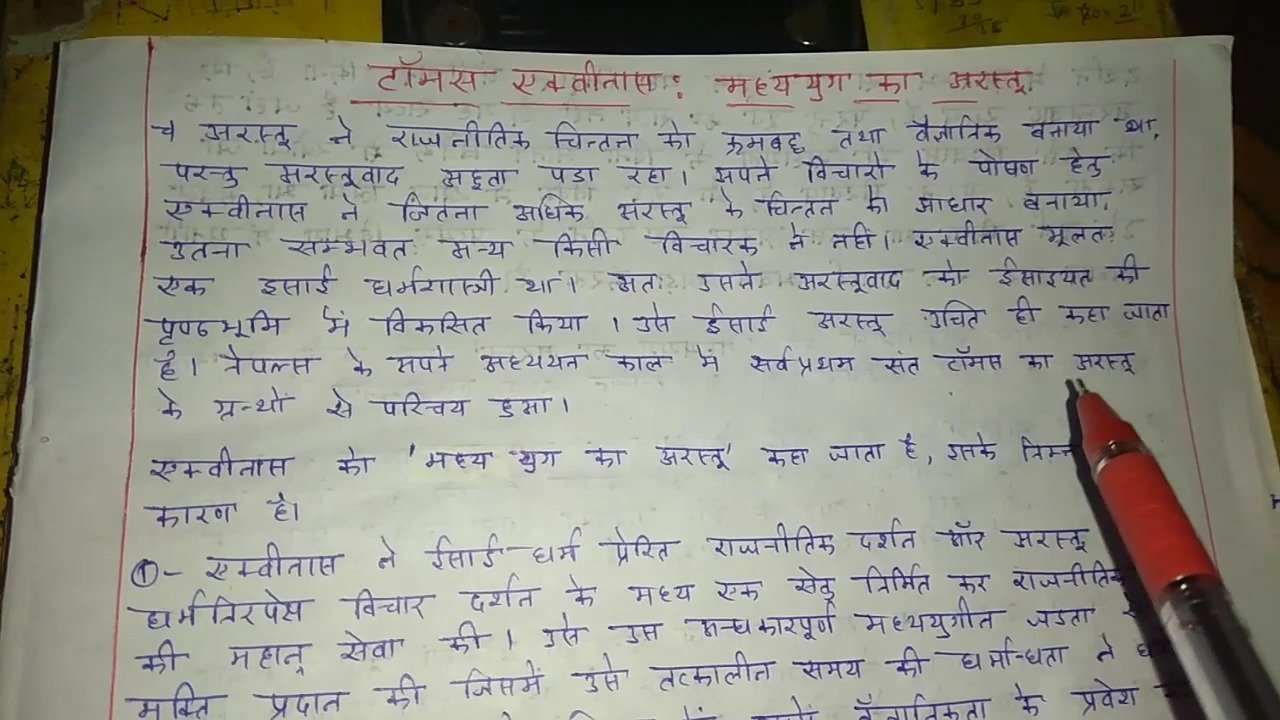 टॉमस एक्वीनास : मध्ययुग का अरस्तू
अरस्तू ने राजनीतिक चिन्तन को क्रमबद्ध तथा वैज्ञानिक बनाया था,
परन्तु अरस्तूवाद अछुता पडा रहा। अपने विचारो के पोषण हेतु
एक्वीनास ने जितना अधिक अरस्तू के चिन्तन को आधार बनाया,
उतना सम्भवतः अन्य किसी विचारक ने नही। एक्वीनास मूलतः
एक इसाई धर्मशास्त्री था। अतः उसने अरस्तूवाद को ईसाइयत की
पृष्ठभूमि में विकसित किया। उसे ईसाई अरस्तू उचित ही कहा जाता
है। नेपल्स के अपने अध्ययन काल में सर्वप्रथम संत टॉमस का अरस्तू
के ग्रन्थों से परिचय हुआ।
एक्वीनास को 'मध्य युग का अरस्तू' कहा जाता है, इसके निम्न
कारण है।
① - एक्वीनास ने ईसाई-धर्म प्रेरित राजनीतिक दर्शन और अरस्तू
धर्मनिरपेक्ष विचार दर्शन के मध्य एक सेतु निर्मित कर राजनीतिक
की महान् सेवा की। उसे उस अन्धकारपूर्ण मध्ययुगीन जडता
मुक्ति प्रदान की जिसमें उसे तत्कालीन समय की धर्मान्धता ने
वैज्ञानिकता के प्रवेश